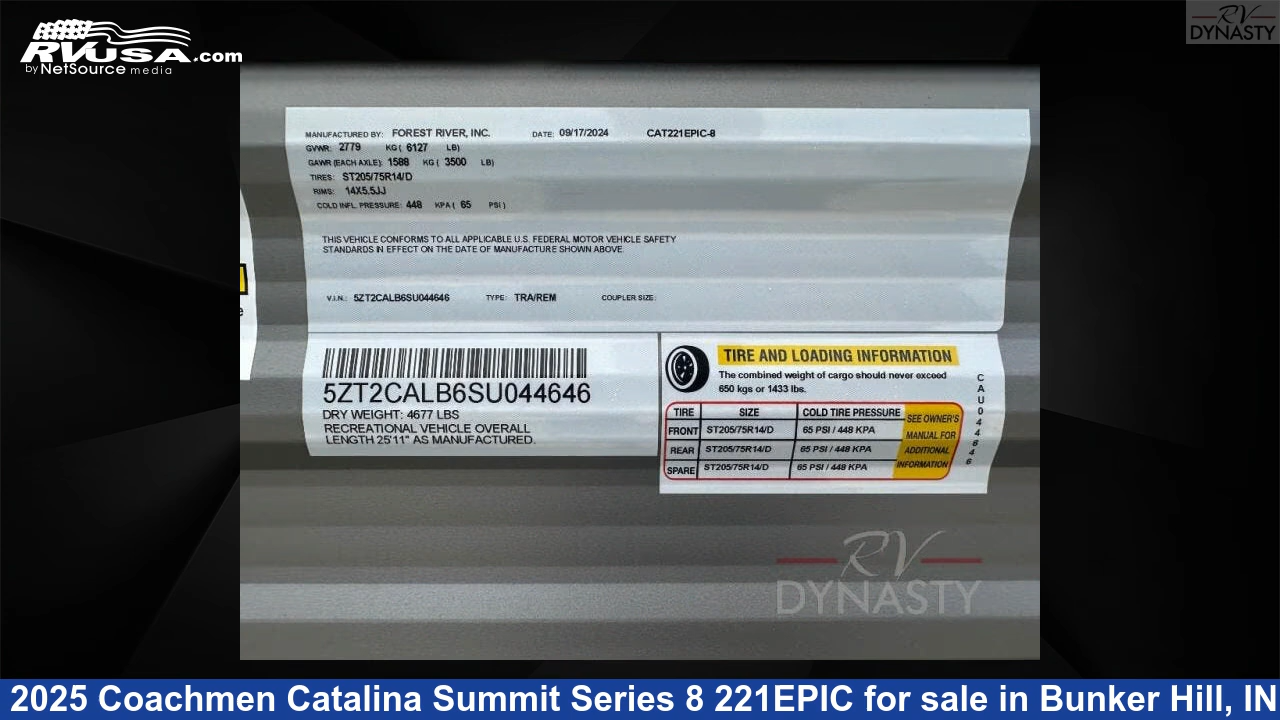 RVUSA.com
by NetSource media
RV
DYNASTY
MANUFACTURED BY: FOREST RIVER, INC. DATE: 09/17/2024 CAT221EPIC-8
GVWR: 2779 KG ( 6127 LB)
GAWR (EACH AXLE): 1588 KG ( 3500 LB)
TIRES: ST205/75R14/D
RIMS: 14X5.5JJ
COLD INFL. PRESSURE: 448 KPA ( 65 PSI )
THIS VEHICLE CONFORMS TO ALL APPLICABLE U.S. FEDERAL MOTOR VEHICLE SAFETY
STANDARDS IN EFFECT ON THE DATE OF MANUFACTURE SHOWN ABOVE.
V.I.N.: 5ZT2CALB6SU044646 TYPE: TRA/REM COUPLER SIZE:
5ZT2CALB6SU044646
DRY WEIGHT: 4677 LBS
RECREATIONAL VEHICLE OVERALL
LENGTH 25'11" AS MANUFACTURED.
TIRE AND LOADING INFORMATION
The combined weight of cargo should never exceed
650 kgs or 1433 lbs.
TIRE SIZE COLD TIRE PRESSURE
FRONT ST205/75R14/D 65 PSI / 448 KPA
REAR ST205/75R14/D 65 PSI / 448 KPA
SPARE ST205/75R14/D 65 PSI / 448 KPA
SEE OWNER'S
MANUAL FOR
ADDITIONAL
INFORMATION
CAU044646
RV
DYNASTY
2025 Coachmen Catalina Summit Series 8 221EPIC for sale in Bunker Hill, IN